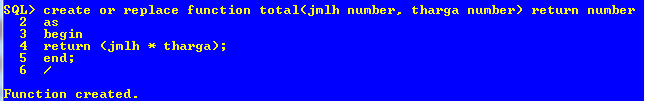 SQL> create or replace function total(jmlh number, tharga number) return number
2 as
3 begin
4 return (jmlh * tharga);
5 end;
6 /
Function created.